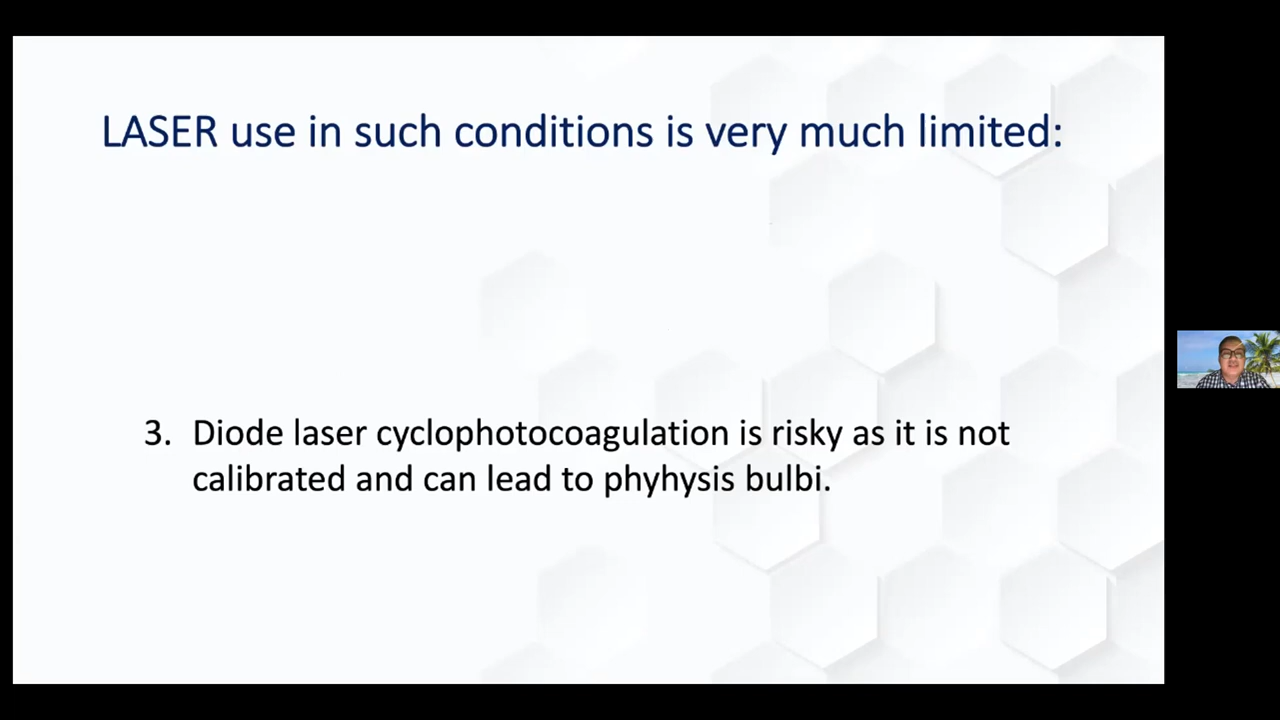 LASER use in such conditions is very much limited:
3. Diode laser cyclophotocoagulation is risky as it is not
calibrated and can lead to phyhysis bulbi.